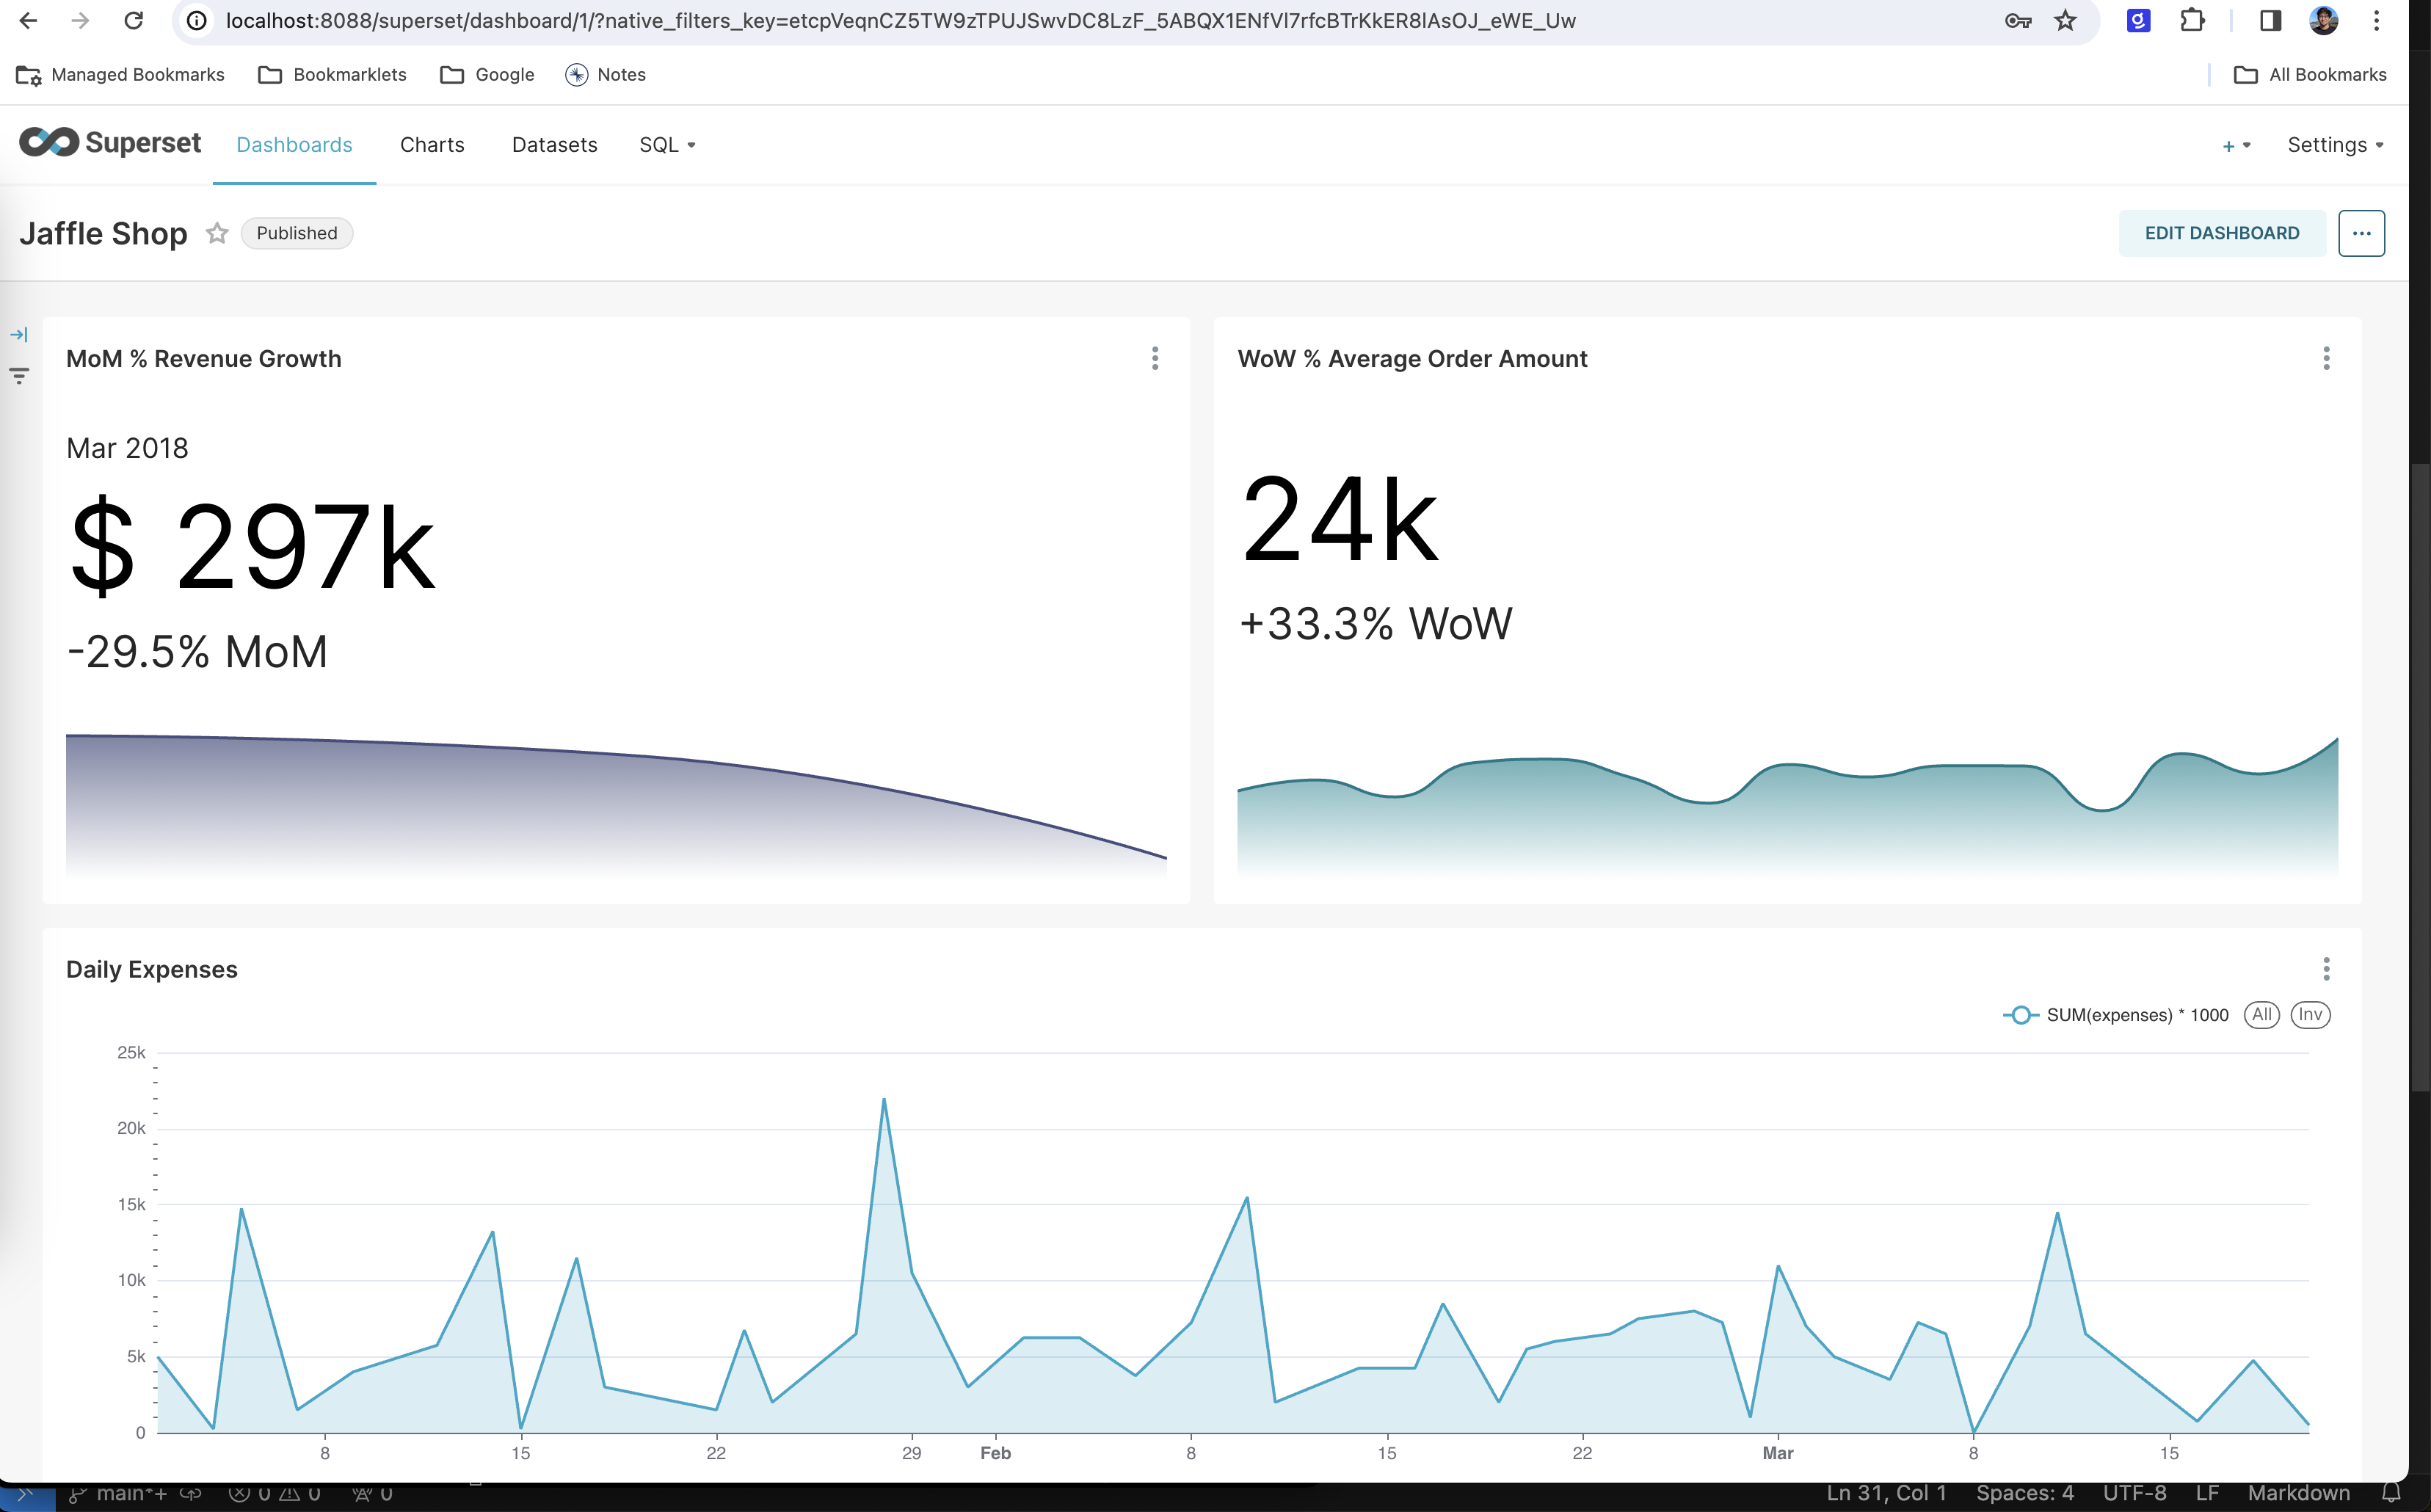 localhost:8088/superset/dashboard/1/?native_filters_key=etcpVeqnCZ5TW9zTPUJSwvDC8LzF_5ABQX1ENfVl7rfcBTrKkER8lAsOJ_eWE_Uw
Managed Bookmarks Bookmarklets Google Notes All Bookmarks
Superset Dashboards Charts Datasets SQL + Settings
Jaffle Shop Published EDIT DASHBOARD ...
MoM % Revenue Growth
Mar 2018
$ 297k
-29.5% MoM
WoW % Average Order Amount
24k
+33.3% WoW
Daily Expenses
SUM(expenses) * 1000 All Inv
25k
20k
15k
10k
5k
0
8 15 22 29 Feb 8 15 22 Mar 8 15
main*+ 0 0 0 Ln 31, Col 1 Spaces: 4 UTF-8 LF Markdown